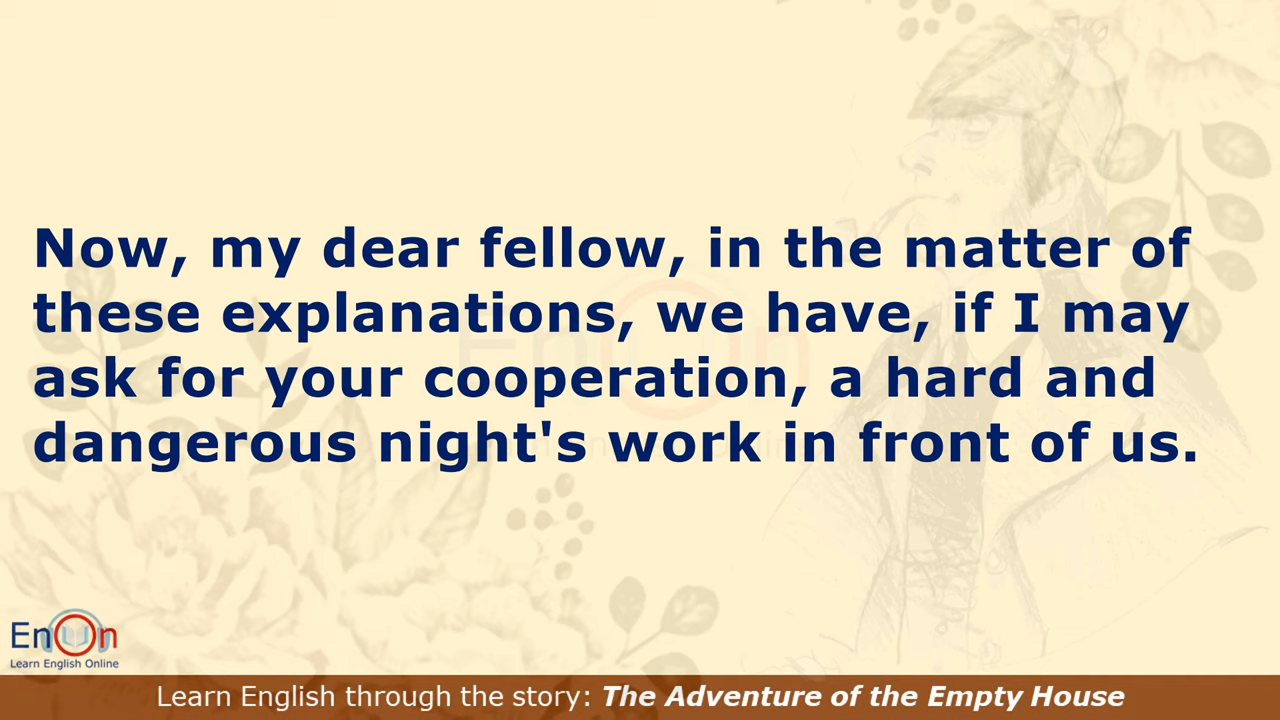 Now, my dear fellow, in the matter of
these explanations, we have, if I may
ask for your cooperation, a hard and
dangerous night's work in front of us.
EnOn
Learn English Online
Learn English through the story: The Adventure of the Empty House